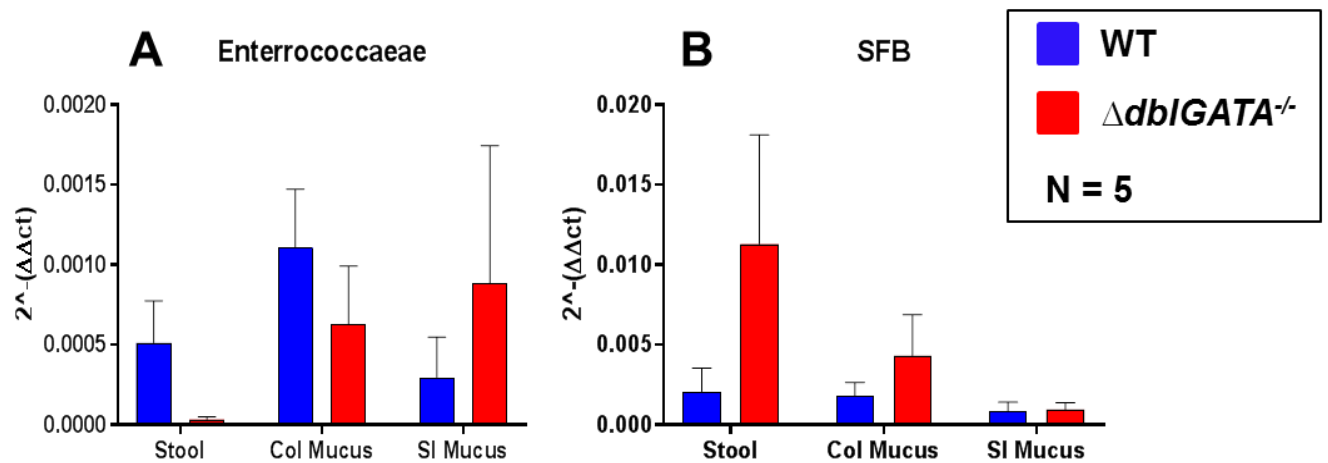 A Enterrococcaeae
0.0020
0.0015
0.0010
0.0005
0.0000
2^-(ΔΔct)
Stool Col Mucus SI Mucus
B SFB
0.020
0.015
0.010
0.005
0.000
2^-(ΔΔct)
Stool Col Mucus SI Mucus
WT
ΔdblGATA-/-
N = 5